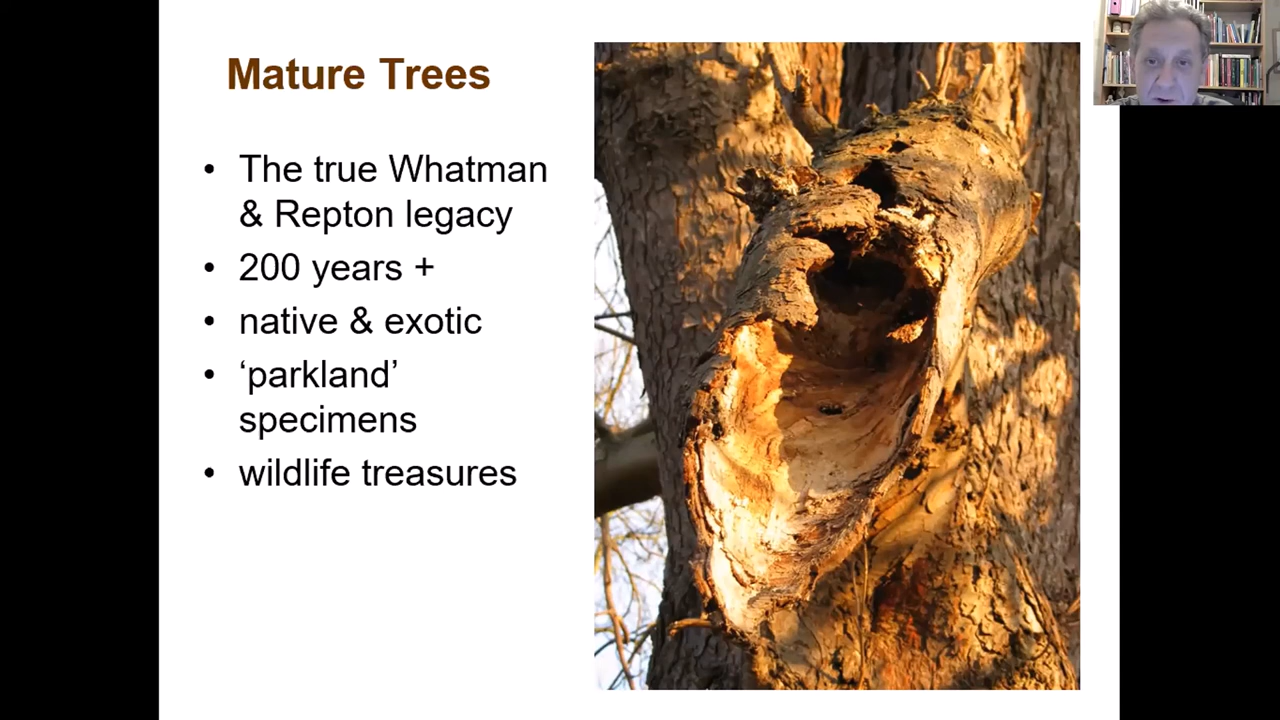 Mature Trees
• The true Whatman
& Repton legacy
• 200 years +
• native & exotic
• ‘parkland’
specimens
• wildlife treasures